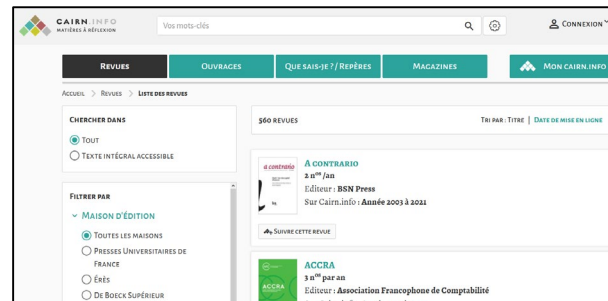 CAIRN.INFO
MATIÈRES À RÉFLEXION
Vos mots-clés
CONNEXION
REVUES
OUVRAGES
QUE SAIS-JE ? / REPÈRES
MAGAZINES
MON CAIRN.INFO
ACCUEIL > REVUES > LISTE DES REVUES
CHERCHER DANS
TOUT
TEXTE INTÉGRAL ACCESSIBLE
FILTRER PAR
MAISON D'ÉDITION
TOUTES LES MAISONS
PRESSES UNIVERSITAIRES DE
FRANCE
ÉRÈS
DE BOECK SUPÉRIEUR
560 REVUES
TRI PAR : TITRE | DATE DE MISE EN LIGNE
a contrario
A CONTRARIO
2 nos /an
Editeur : BSN Press
Sur Cairn.info : Année 2003 à 2021
SUIVRE CETTE REVUE
ACCRA
ACCRA
3 nos par an
Editeur : Association Francophone de Comptabilité